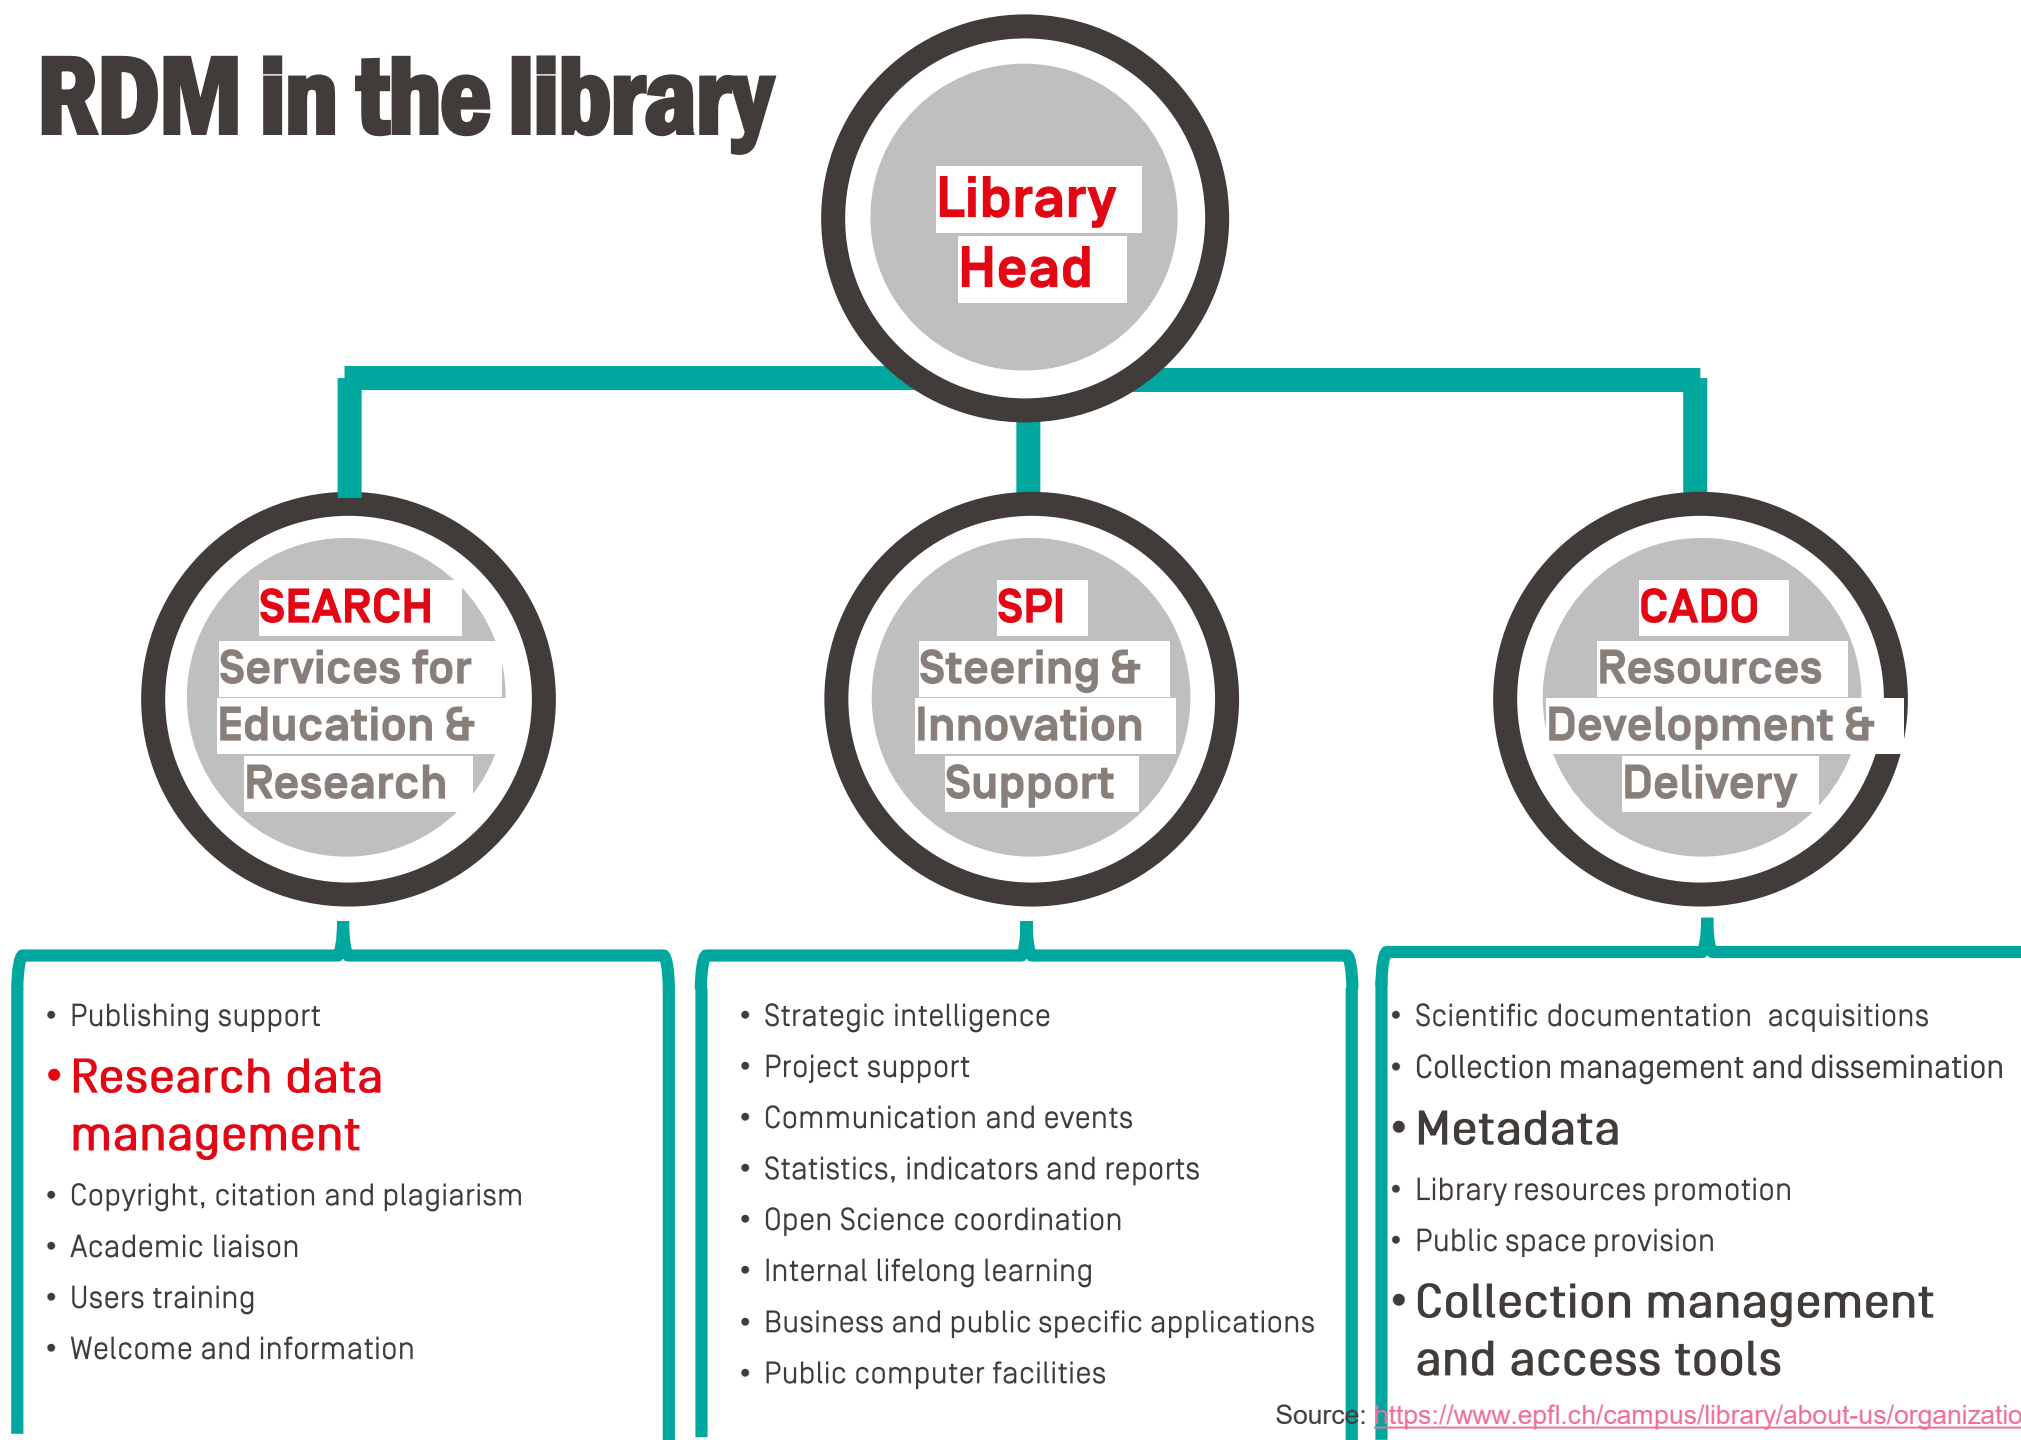 RDM in the library
Library
Head
SEARCH
Services for
Education &
Research
SPI
Steering &
Innovation
Support
CADO
Resources
Development &
Delivery
• Publishing support
• Research data
management
• Copyright, citation and plagiarism
• Academic liaison
• Users training
• Welcome and information
• Strategic intelligence
• Project support
• Communication and events
• Statistics, indicators and reports
• Open Science coordination
• Internal lifelong learning
• Business and public specific applications
• Public computer facilities
• Scientific documentation  acquisitions
• Collection management and dissemination
• Metadata
• Library resources promotion
• Public space provision
• Collection management
and access tools
Source: https://www.epfl.ch/campus/library/about-us/organizatio